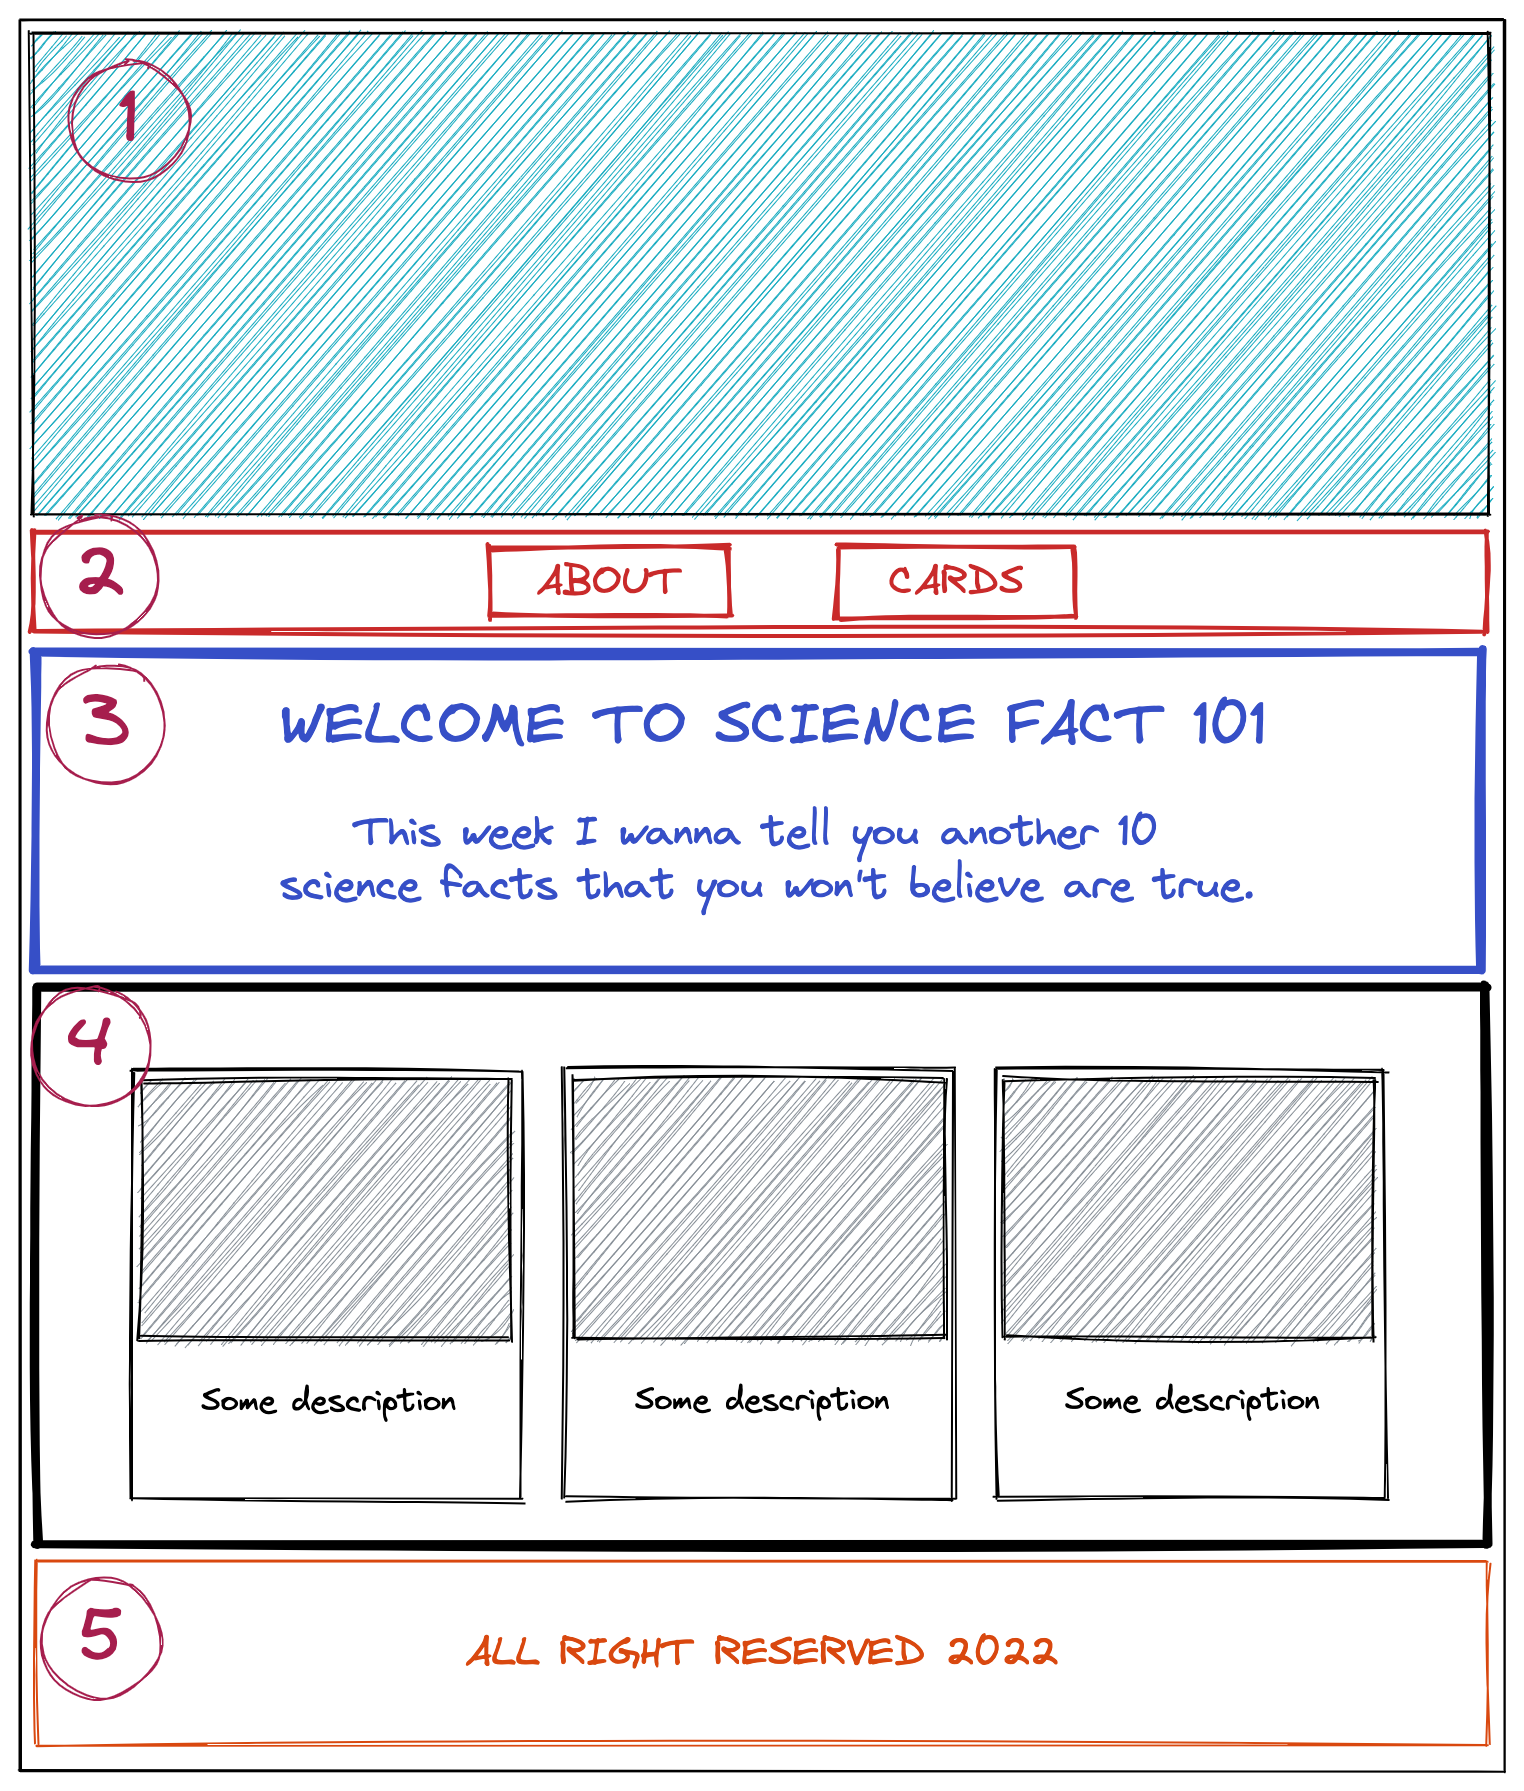 1
2
ABOUT
CARDS
3
WELCOME TO SCIENCE FACT 101
This week I wanna tell you another 10
science facts that you won't believe are true.
4
Some description
Some description
Some description
5
ALL RIGHT RESERVED 2022